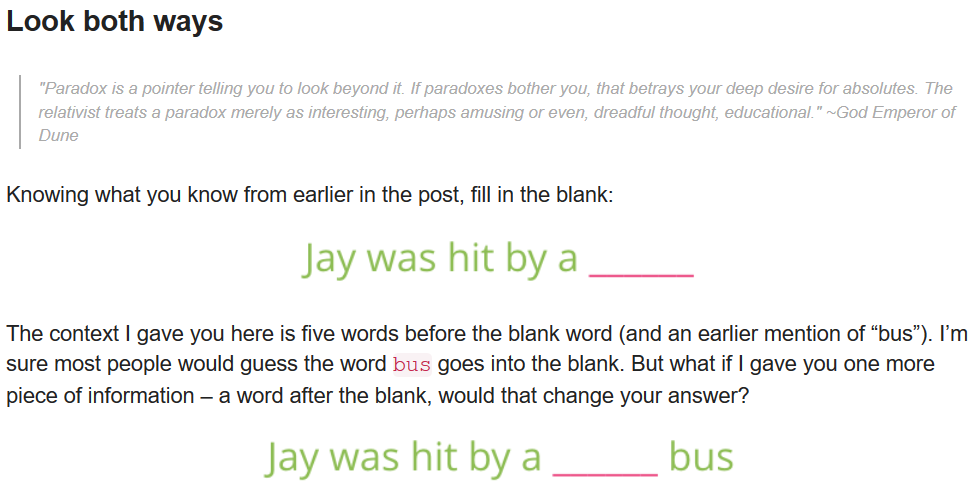 Look both ways
"Paradox is a pointer telling you to look beyond it. If paradoxes bother you, that betrays your deep desire for absolutes. The
relativist treats a paradox merely as interesting, perhaps amusing or even, dreadful thought, educational." ~God Emperor of
Dune
Knowing what you know from earlier in the post, fill in the blank:
Jay was hit by a ______
The context I gave you here is five words before the blank word (and an earlier mention of “bus”). I’m
sure most people would guess the word bus goes into the blank. But what if I gave you one more
piece of information – a word after the blank, would that change your answer?
Jay was hit by a ______ bus